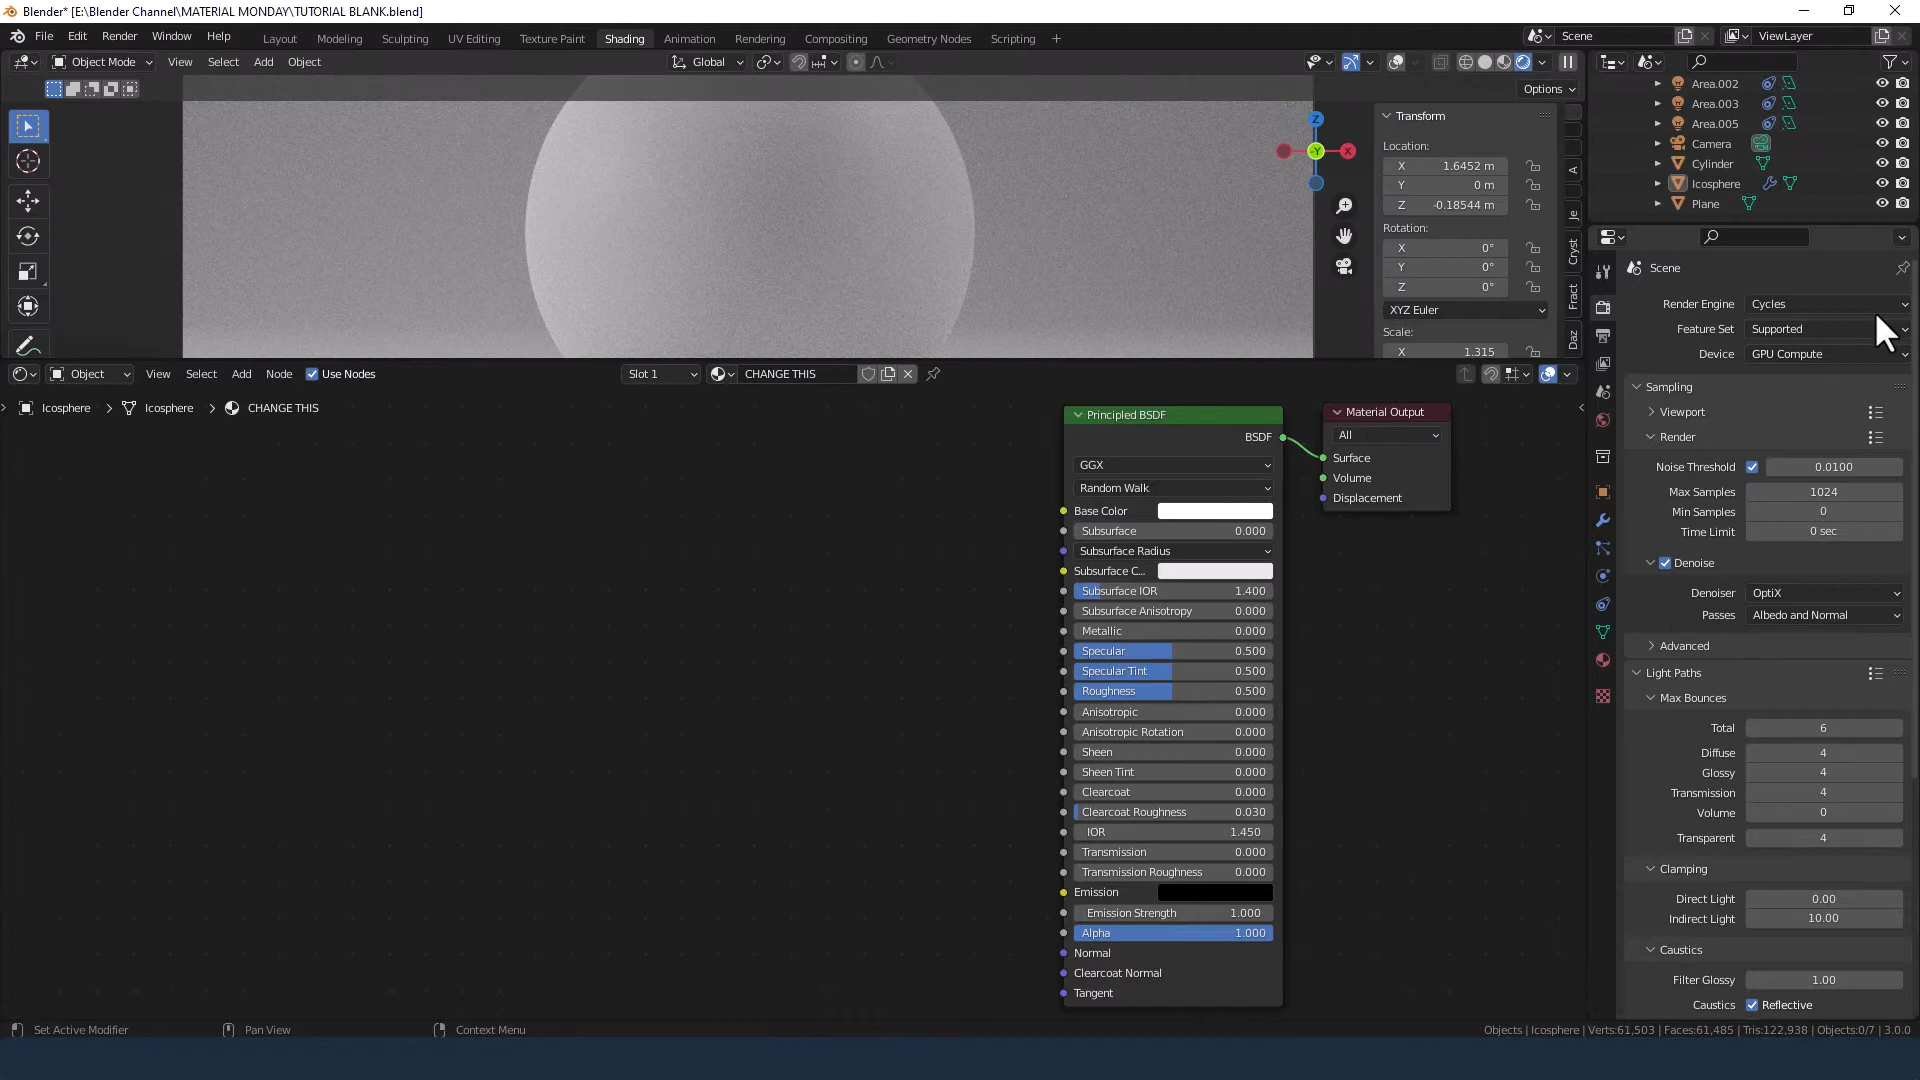 Blender* [E:\Blender Channel\MATERIAL MONDAY\TUTORIAL BLANK.blend]
File Edit Render Window Help Layout Modeling Sculpting UV Editing Texture Paint Shading Animation Rendering Compositing Geometry Nodes Scripting + Scene ViewLayer
Object Mode View Select Add Object Global
Options
Area.002
Area.003
Area.005
Camera
Cylinder
Icosphere
Plane
Z
-Y X
Transform
Location:
X 1.6452 m
Y 0 m
Z -0.18544 m
Rotation:
X 0°
Y 0°
Z 0°
XYZ Euler
Scale:
X 1.315
A
Je
Cryst
Fract
Daz
Object View Select Add Node Use Nodes Slot 1 CHANGE THIS
Icosphere > Icosphere > CHANGE THIS
Principled BSDF
BSDF
GGX
Random Walk
Base Color
Subsurface 0.000
Subsurface Radius
Subsurface C...
Subsurface IOR 1.400
Subsurface Anisotropy 0.000
Metallic 0.000
Specular 0.500
Specular Tint 0.500
Roughness 0.500
Anisotropic 0.000
Anisotropic Rotation 0.000
Sheen 0.000
Sheen Tint 0.000
Clearcoat 0.000
Clearcoat Roughness 0.030
IOR 1.450
Transmission 0.000
Transmission Roughness 0.000
Emission
Emission Strength 1.000
Alpha 1.000
Normal
Clearcoat Normal
Tangent
Material Output
All
Surface
Volume
Displacement
Scene
Render Engine Cycles
Feature Set Supported
Device GPU Compute
Sampling
Viewport
Render
Noise Threshold 0.0100
Max Samples 1024
Min Samples 0
Time Limit 0 sec
Denoise
Denoiser OptiX
Passes Albedo and Normal
Advanced
Light Paths
Max Bounces
Total 6
Diffuse 4
Glossy 4
Transmission 4
Volume 0
Transparent 4
Clamping
Direct Light 0.00
Indirect Light 10.00
Caustics
Filter Glossy 1.00
Caustics Reflective
Set Active Modifier Pan View Context Menu Objects | Icosphere | Verts:61,503 | Faces:61,485 | Tris:122,938 | Objects:0/7 | 3.0.0